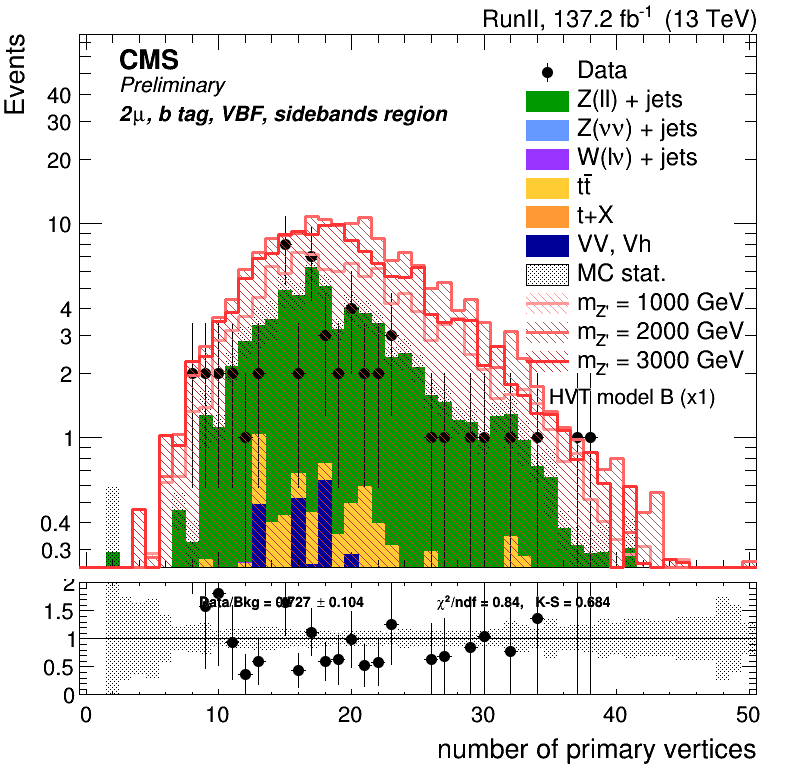 RunII, 137.2 fb⁻¹ (13 TeV)
Events
CMS
Preliminary
2μ, b tag, VBF, sidebands region
Data
Z(ll) + jets
Z(νν) + jets
W(lν) + jets
tt̄
t+X
VV, Vh
MC stat.
m_Z' = 1000 GeV
m_Z' = 2000 GeV
m_Z' = 3000 GeV
HVT model B (x1)
40
30
20
10
4
3
2
1
0.4
0.3
Data/Bkg = 0.727 ± 0.104
χ²/ndf = 0.84, K-S = 0.684
2
1.5
1
0.5
0
0 10 20 30 40 50
number of primary vertices